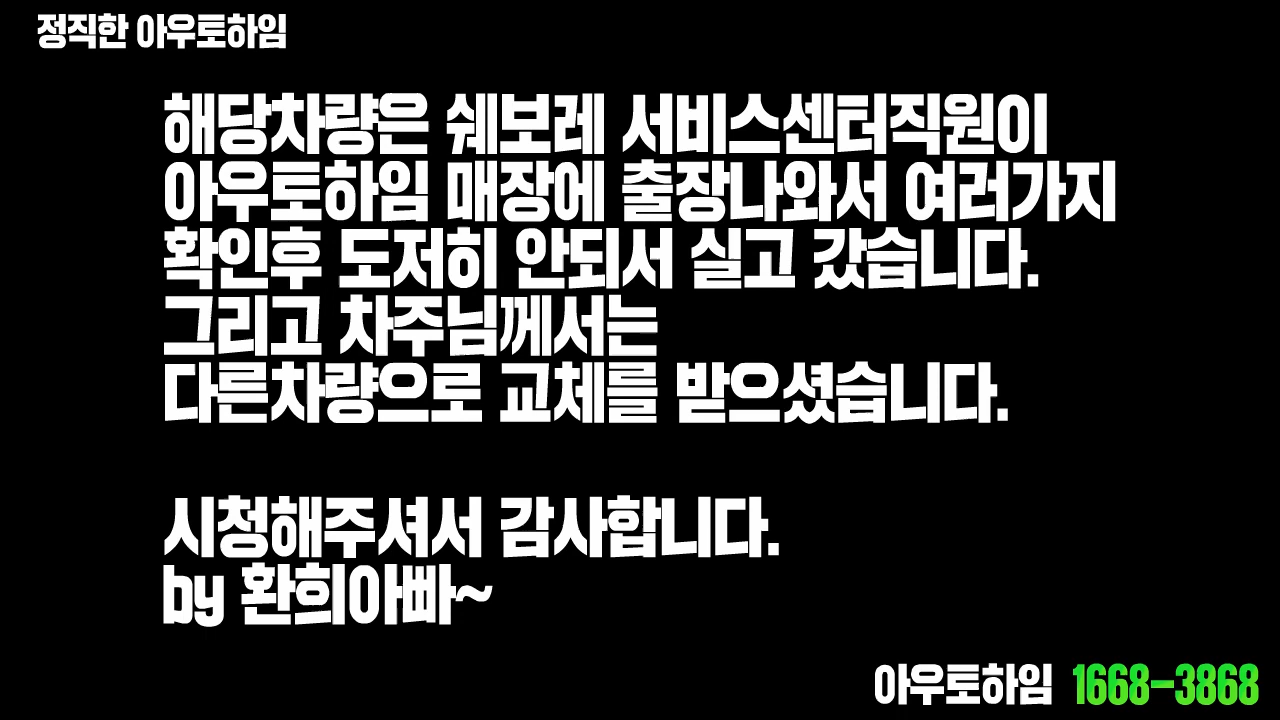 정직한 아우토하임
해당차량은 쉐보레 서비스센터직원이
아우토하임 매장에 출장나와서 여러가지
확인후 도저히 안되서 실고 갔습니다.
그리고 차주님께서는
다른차량으로 교체를 받으셨습니다.
시청해주셔서 감사합니다.
by 환희아빠~
아우토하임 1668-3868